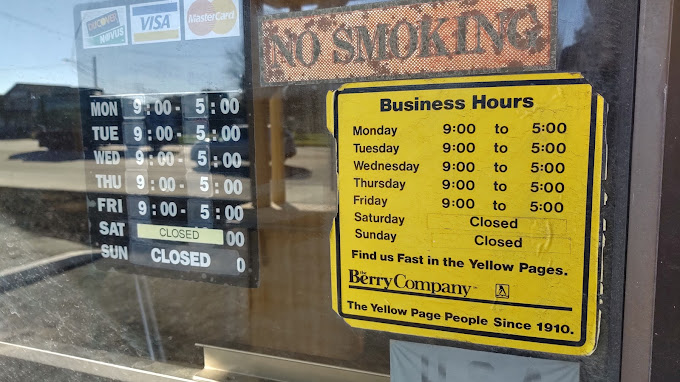 DISCOVER
NOVUS
VISA
MasterCard
NO SMOKING
MON 9:00 - 5:00
TUE 9:00 - 5:00
WED 9:00 - 5:00
THU 9:00 - 5:00
FRI 9:00 - 5:00
SAT CLOSED 00
SUN CLOSED 0
Business Hours
Monday 9:00 to 5:00
Tuesday 9:00 to 5:00
Wednesday 9:00 to 5:00
Thursday 9:00 to 5:00
Friday 9:00 to 5:00
Saturday Closed
Sunday Closed
Find us Fast in the Yellow Pages.
the Berry Company
The Yellow Page People Since 1910.